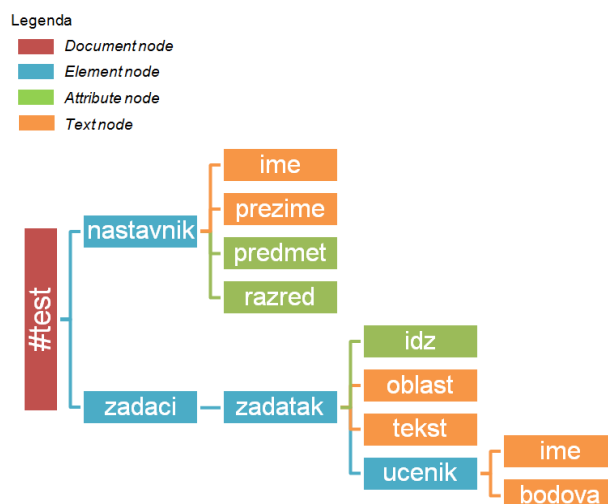 Legenda
Document node
Element node
Attribute node
Text node
#test
nastavnik
ime
prezime
predmet
razred
zadaci
zadatak
idz
oblast
tekst
ucenik
ime
bodova